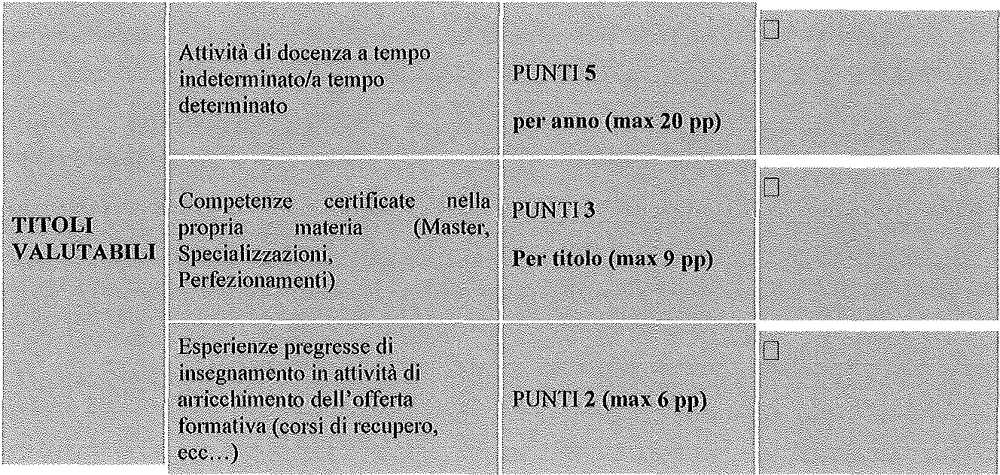 Attività di docenza a tempo
indeterminato/a tempo
determinato
PUNTI 5
per anno (max 20 pp)
TITOLI
VALUTABILI
Competenze certificate nella
propria materia (Master,
Specializzazioni,
Perfezionamenti)
PUNTI 3
Per titolo (max 9 pp)
Esperienze pregresse di
insegnamento in attività di
arricchimento dell'offerta
formativa (corsi di recupero,
ecc…)
PUNTI 2 (max 6 pp)